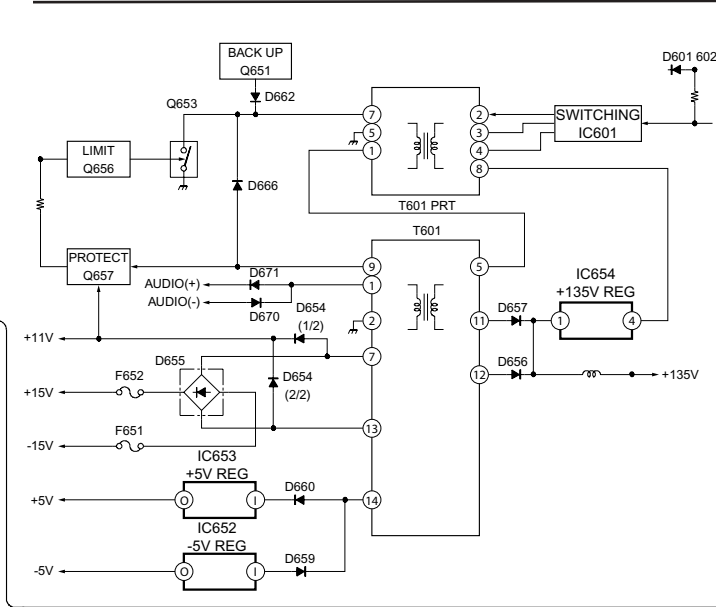 BACK UP
Q651
D601 602
D662
Q653
7
2
SWITCHING
IC601
5
3
LIMIT
Q656
1
4
8
D666
T601 PRT
T601
PROTECT
Q657
9
5
IC654
+135V REG
D671
AUDIO(+)
1
AUDIO(-)
D670
D654
(1/2)
D657
2
11
1
4
+11V
D655
7
D656
F652
D654
(2/2)
12
+135V
+15V
F651
13
-15V
IC653
+5V REG
D660
+5V
O
I
14
IC652
-5V REG
D659
-5V
O
I